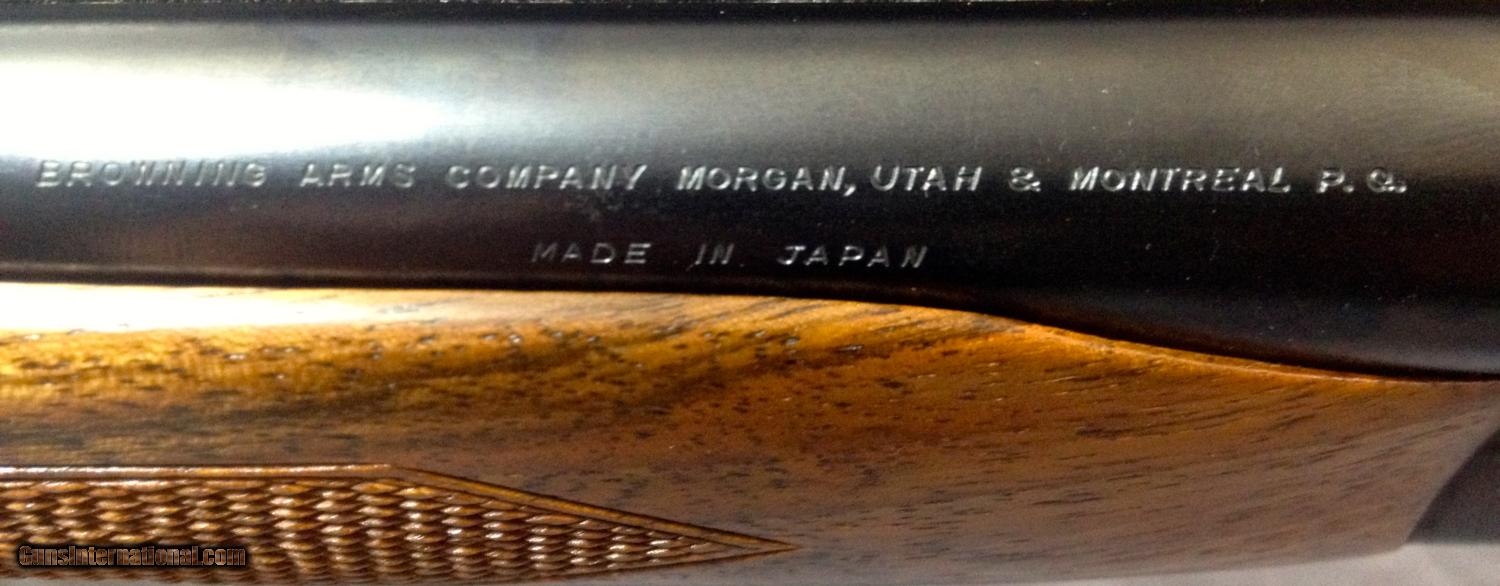 BROWNING ARMS COMPANY MORGAN, UTAH & MONTREAL P.Q.
MADE IN JAPAN
GunsInternational.com